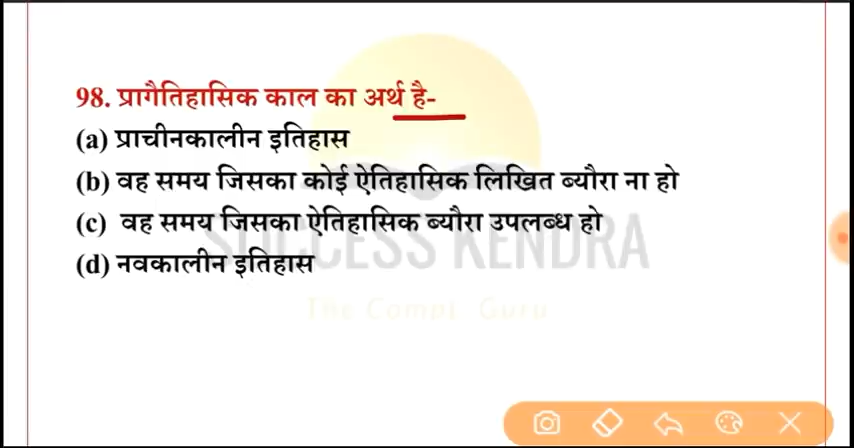 98. प्रागैतिहासिक काल का अर्थ है-
(a) प्राचीनकालीन इतिहास
(b) वह समय जिसका कोई ऐतिहासिक लिखित ब्यौरा ना हो
(c) वह समय जिसका ऐतिहासिक ब्यौरा उपलब्ध हो
SUCCESS KENDRA
(d) नवकालीन इतिहास
The Compt. Guru